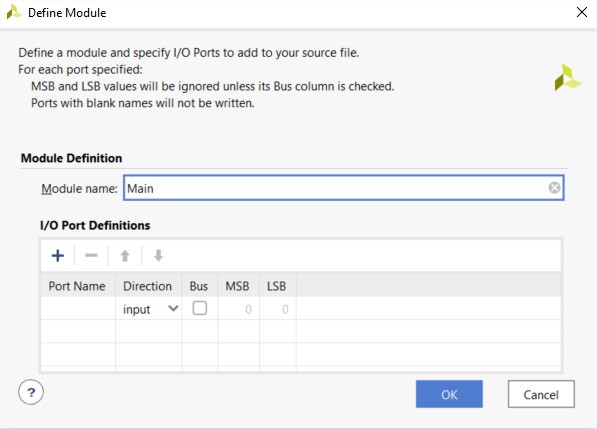 Define Module
Define a module and specify I/O Ports to add to your source file.
For each port specified:
MSB and LSB values will be ignored unless its Bus column is checked.
Ports with blank names will not be written.
Module Definition
Module name: Main
I/O Port Definitions
Port Name Direction Bus MSB LSB
input 0 0
? OK Cancel